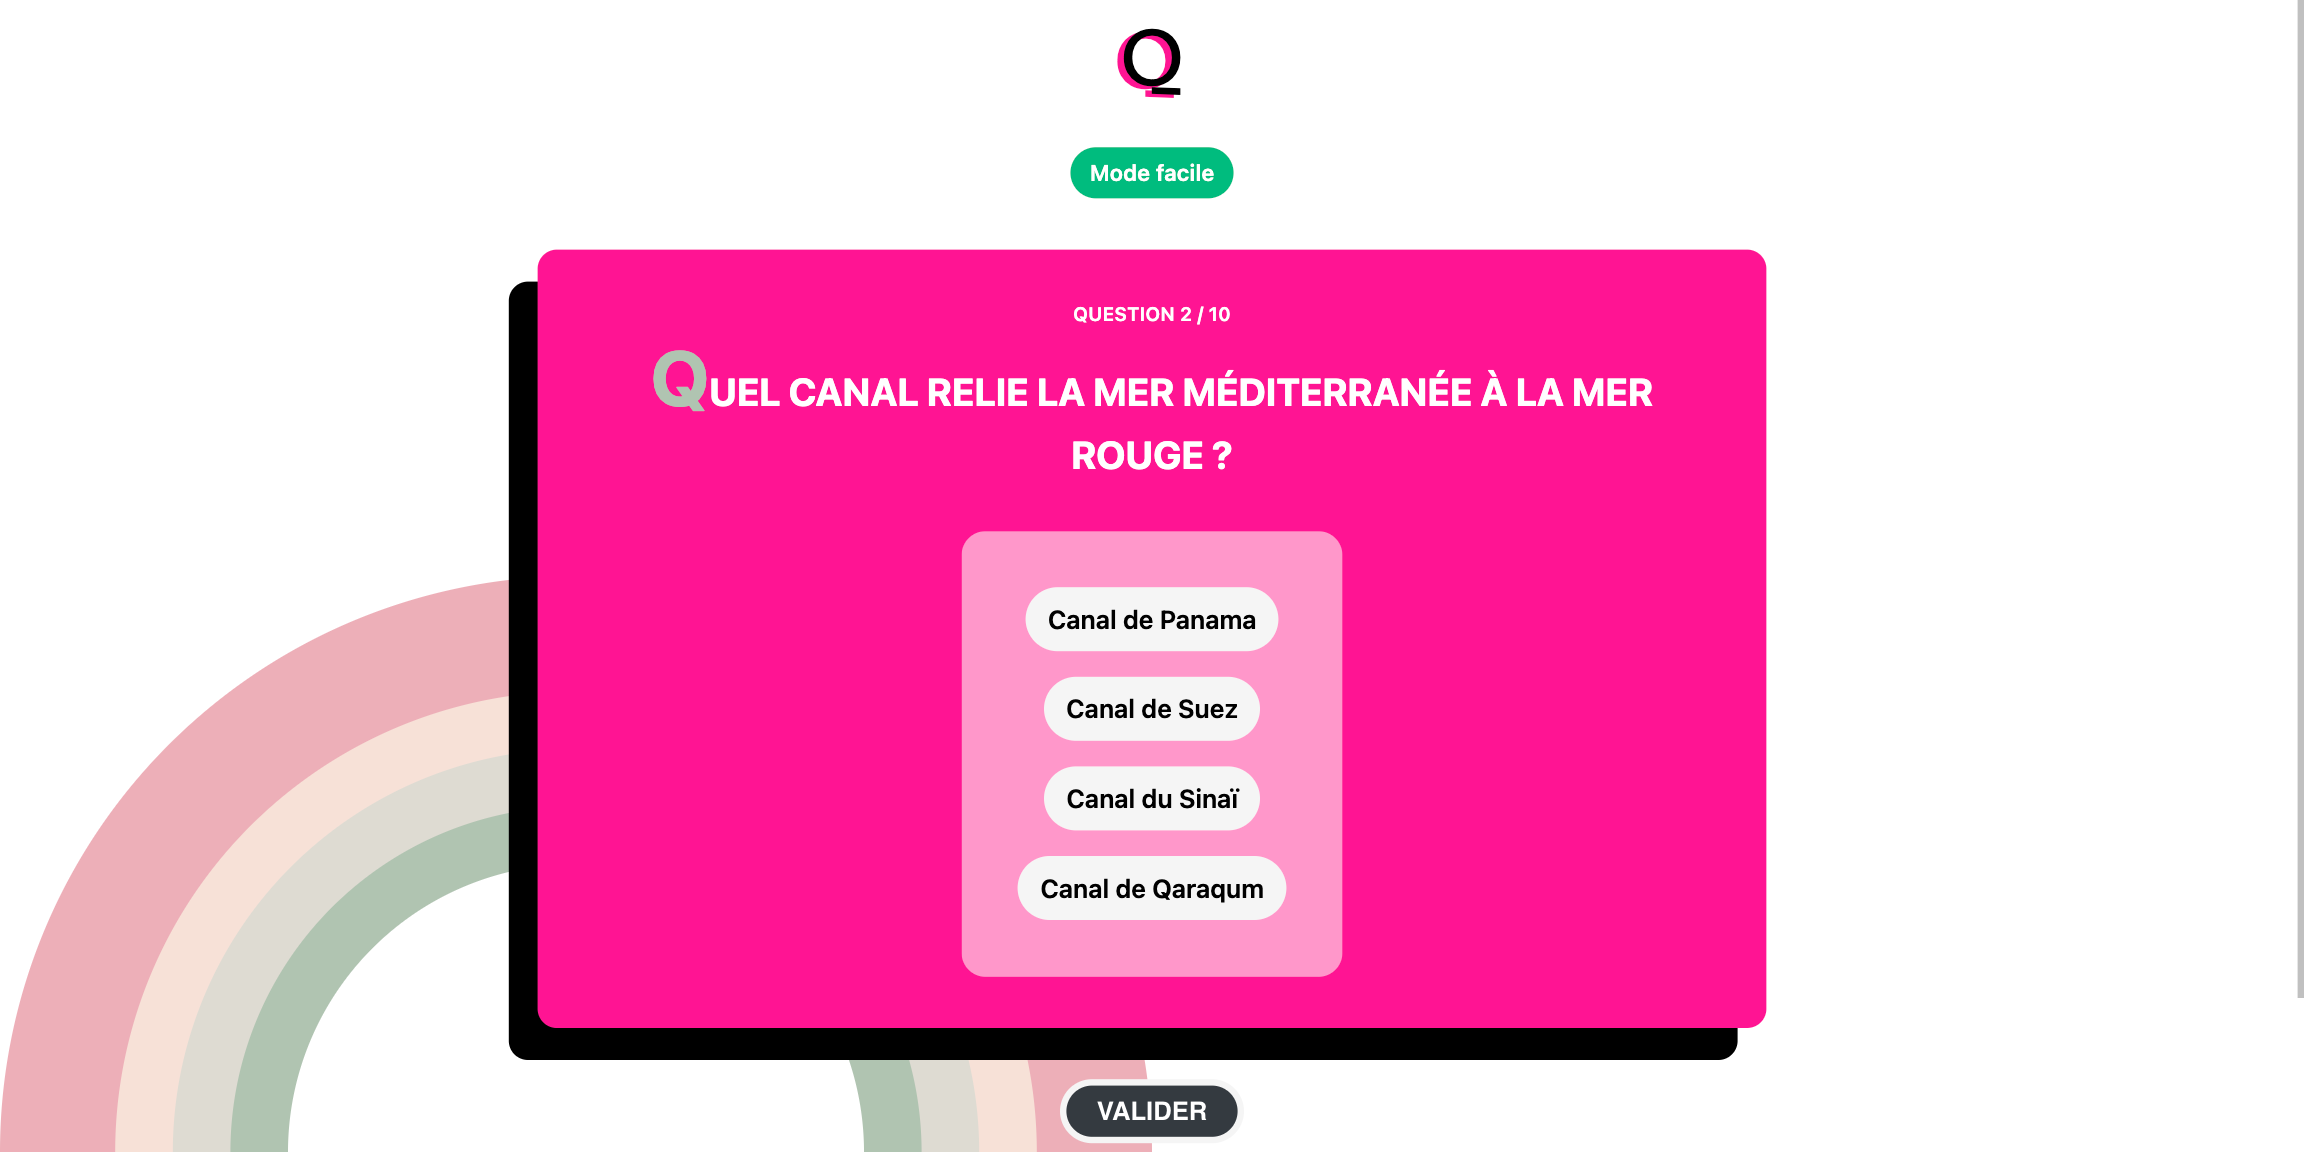 Q
Mode facile
QUESTION 2 / 10
QUEL CANAL RELIE LA MER MÉDITERRANÉE À LA MER
ROUGE ?
Canal de Panama
Canal de Suez
Canal du Sinaï
Canal de Qaraqum
VALIDER